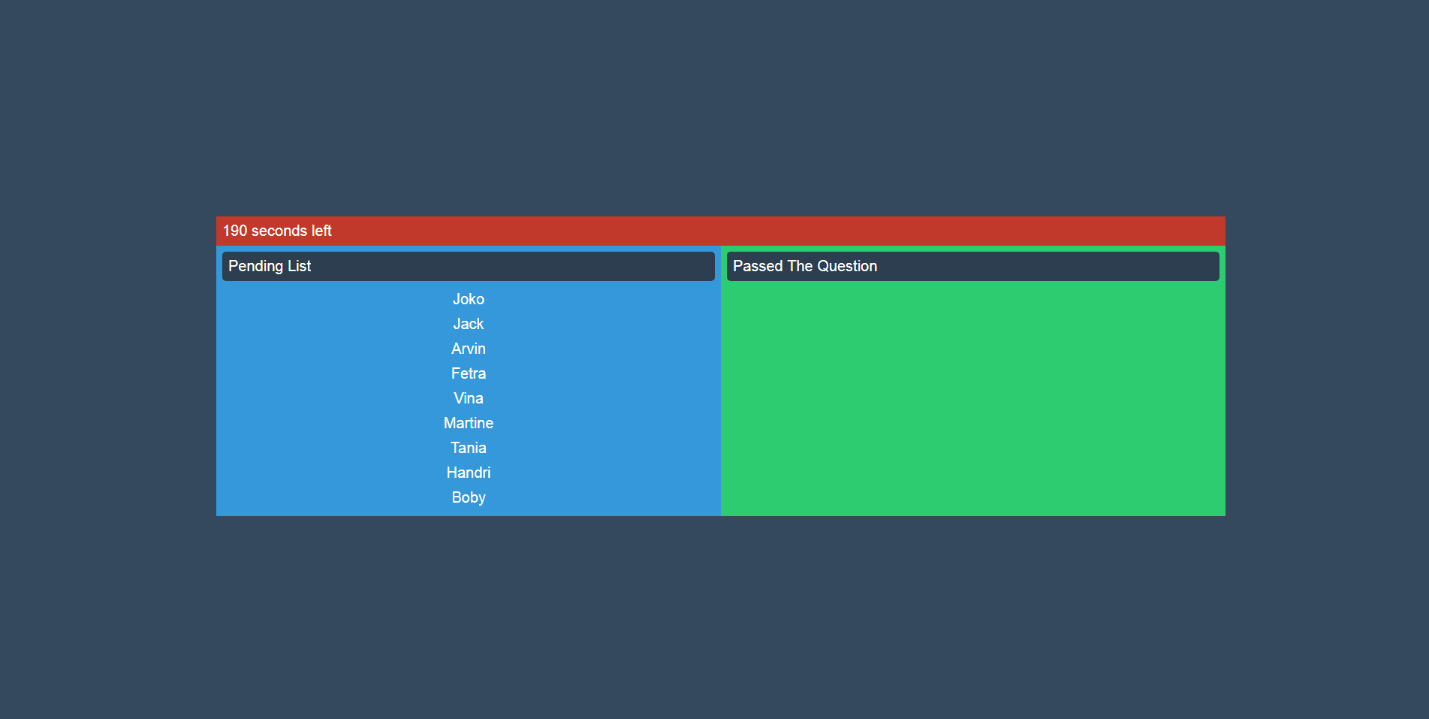 190 seconds left
Pending List
Joko
Jack
Arvin
Fetra
Vina
Martine
Tania
Handri
Boby
Passed The Question